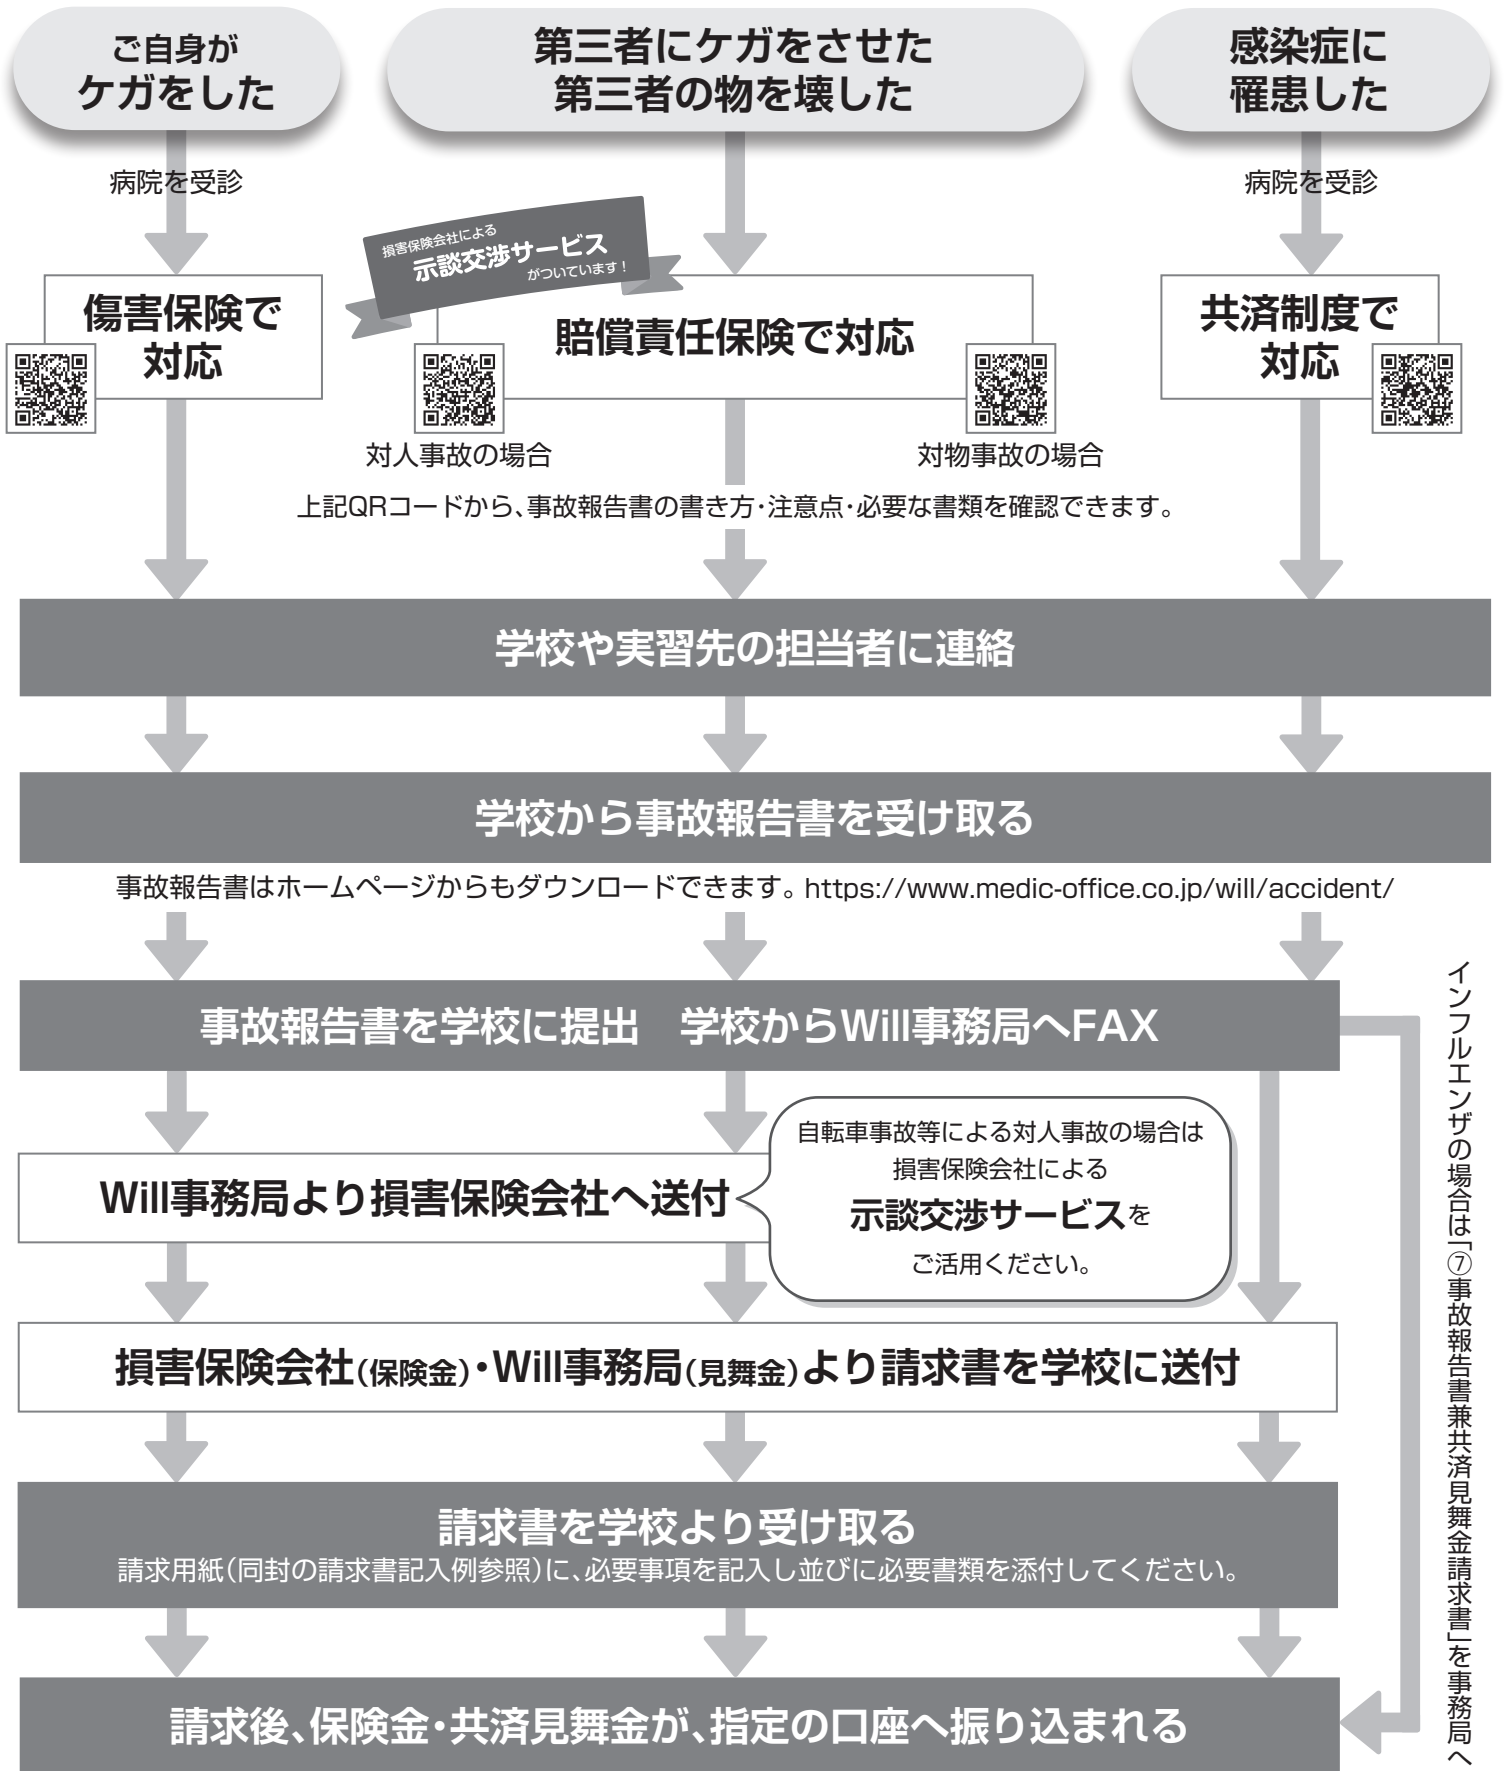 ご自身が
ケガをした
第三者にケガをさせた
第三者の物を壊した
感染症に
罹患した
病院を受診
病院を受診
損害保険会社による
示談交渉サービス
がついています!
傷害保険で
対応
賠償責任保険で対応
共済制度で
対応
対人事故の場合
対物事故の場合
上記QRコードから、事故報告書の書き方・注意点・必要な書類を確認できます。
学校や実習先の担当者に連絡
学校から事故報告書を受け取る
事故報告書はホームページからもダウンロードできます。https://www.medic-office.co.jp/will/accident/
事故報告書を学校に提出　学校からWill事務局へFAX
Will事務局より損害保険会社へ送付
自転車事故等による対人事故の場合は
損害保険会社による
示談交渉サービスを
ご活用ください。
損害保険会社(保険金)・Will事務局(見舞金)より請求書を学校に送付
請求書を学校より受け取る
請求用紙(同封の請求書記入例参照)に、必要事項を記入し並びに必要書類を添付してください。
請求後、保険金・共済見舞金が、指定の口座へ振り込まれる
インフルエンザの場合は「⑦事故報告書兼共済見舞金請求書」を事務局へ